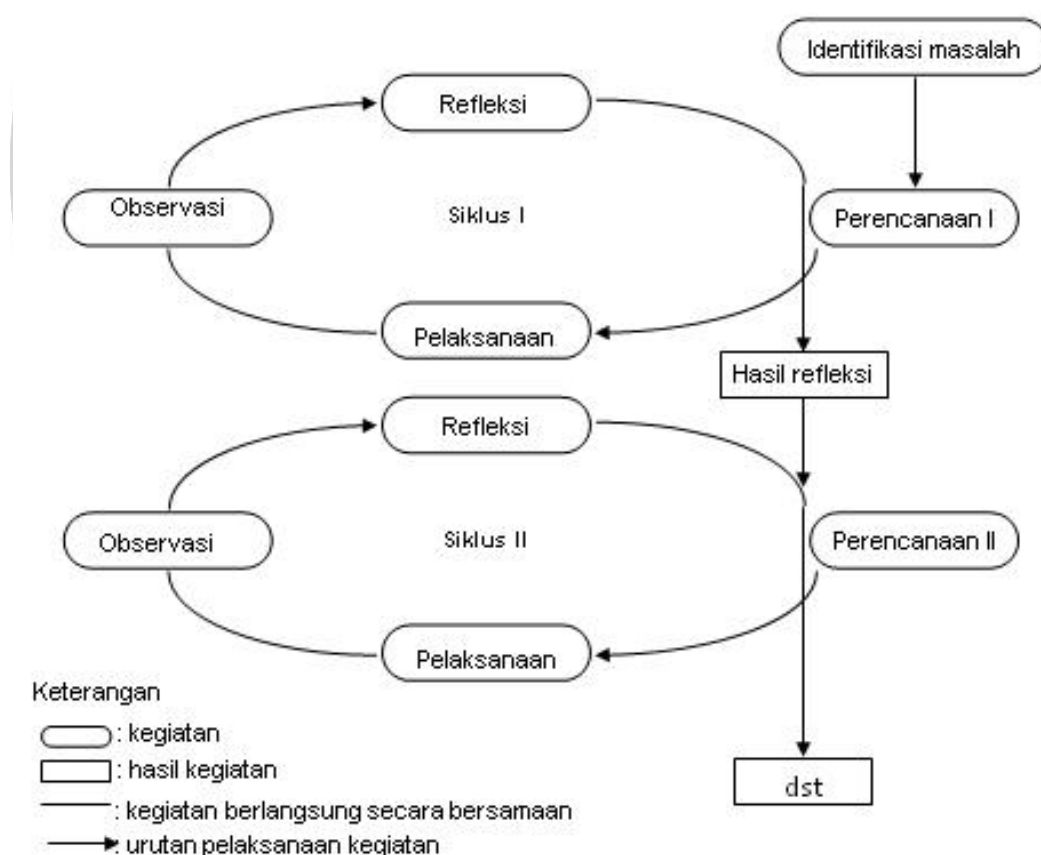 Identifikasi masalah
Refleksi
Observasi
Siklus I
Perencanaan I
Pelaksanaan
Hasil refleksi
Refleksi
Observasi
Siklus II
Perencanaan II
Pelaksanaan
dst
Keterangan
: kegiatan
: hasil kegiatan
: kegiatan berlangsung secara bersamaan
: urutan pelaksanaan kegiatan